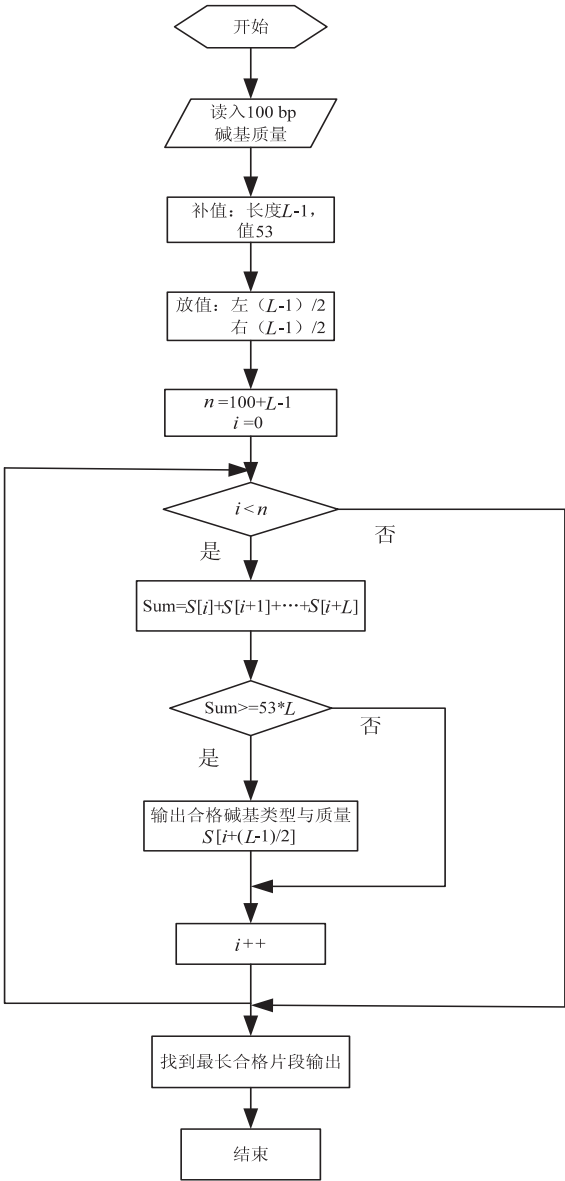 开始
读入100 bp
碱基质量
补值：长度L-1，
值53
放值：左（L-1）/2
右（L-1）/2
n=100+L-1
i=0
i<n
否
是
Sum=S[i]+S[i+1]+…+S[i+L]
Sum>=53*L
否
是
输出合格碱基类型与质量
S[i+(L-1)/2]
i++
找到最长合格片段输出
结束